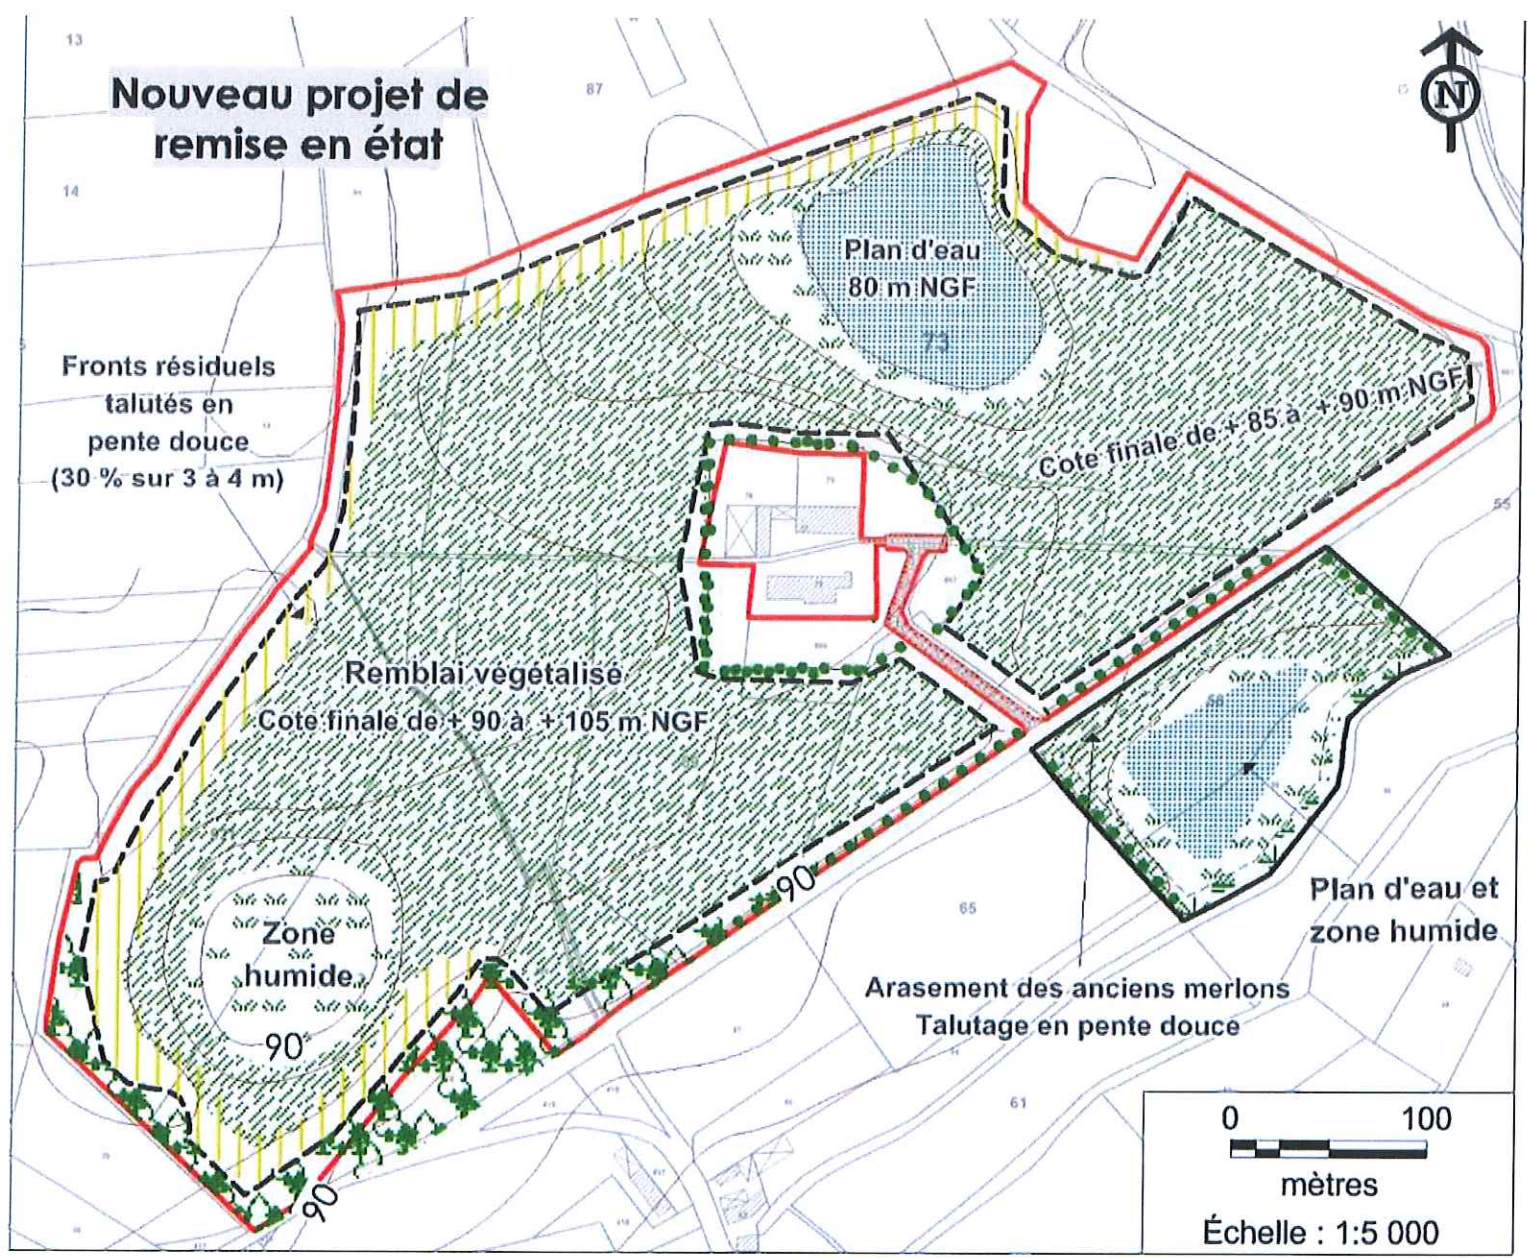 13
Nouveau projet de
remise en état
87
N
14
Plan d'eau
80 m NGF
73
Fronts résiduels
talutés en
pente douce
(30 % sur 3 à 4 m)
Cote finale de + 85 à + 90 m NGF
55
Remblai végétalisé
Cote finale de + 90 à + 105 m NGF
90
65
Plan d'eau et
zone humide
Zone
humide
90
Arasement des anciens merlons
Talutage en pente douce
61
90
0 100
mètres
Échelle : 1:5 000